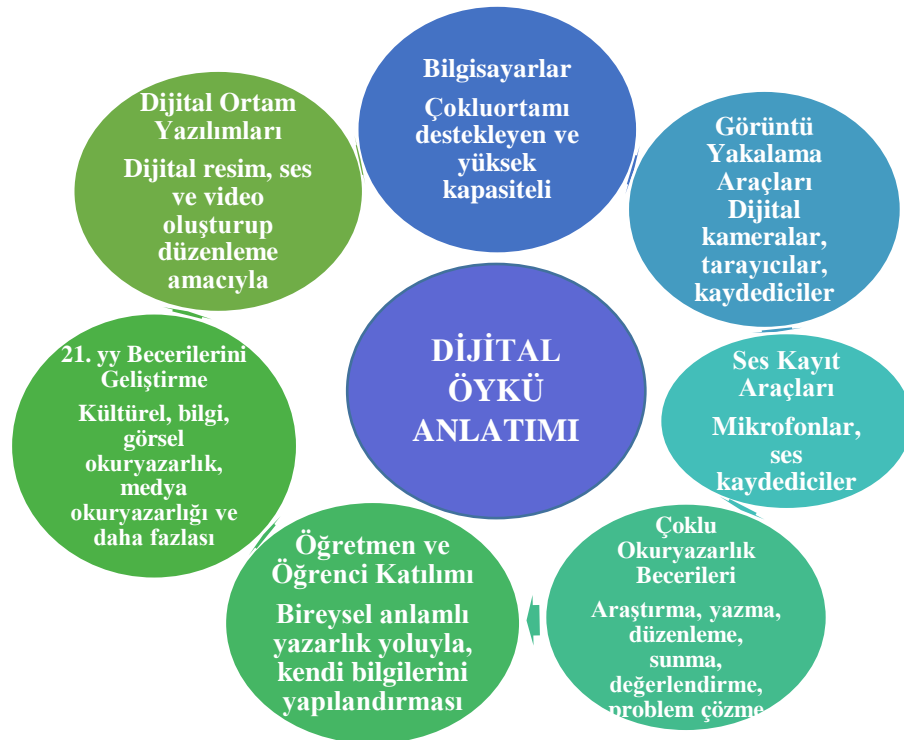 Bilgisayarlar
Çokluortamı
destekleyen ve
yüksek
kapasiteli
Görüntü
Yakalama
Araçları
Dijital
kameralar,
tarayıcılar,
kaydediciler
Ses Kayıt
Araçları
Mikrofonlar,
ses
kaydediciler
Çoklu
Okuryazarlık
Becerileri
Araştırma, yazma,
düzenleme,
sunma,
değerlendirme,
problem çözme
Öğretmen ve
Öğrenci Katılımı
Bireysel anlamlı
yazarlık yoluyla,
kendi bilgilerini
yapılandırması
21. yy Becerilerini
Geliştirme
Kültürel, bilgi,
görsel
okuryazarlık,
medya
okuryazarlığı ve
daha fazlası
Dijital Ortam
Yazılımları
Dijital resim, ses
ve video
oluşturup
düzenleme
amacıyla
DİJİTAL
ÖYKÜ
ANLATIMI